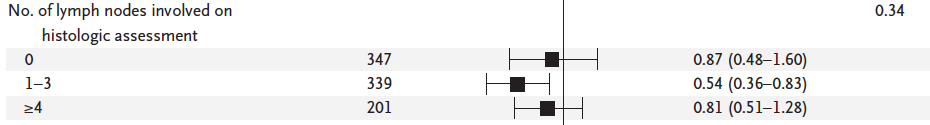 No. of lymph nodes involved on 0.34
histologic assessment
0 347 0.87 (0.48–1.60)
1–3 339 0.54 (0.36–0.83)
≥4 201 0.81 (0.51–1.28)